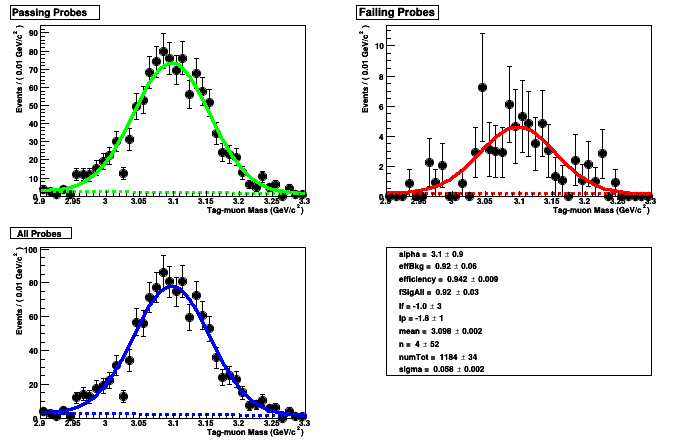 Passing Probes
Events / ( 0.01 GeV/c² )
90
80
70
60
50
40
30
20
10
0
2.9 2.95 3 3.05 3.1 3.15 3.2 3.25 3.3
Tag-muon Mass (GeV/c²)
Failing Probes
Events / ( 0.01 GeV/c² )
10
8
6
4
2
0
2.9 2.95 3 3.05 3.1 3.15 3.2 3.25 3.3
Tag-muon Mass (GeV/c²)
All Probes
Events / ( 0.01 GeV/c² )
100
80
60
40
20
0
2.9 2.95 3 3.05 3.1 3.15 3.2 3.25 3.3
Tag-muon Mass (GeV/c²)
alpha = 3.1 ± 0.9
effBkg = 0.92 ± 0.06
efficiency = 0.942 ± 0.009
fSigAll = 0.92 ± 0.03
lf = -1.0 ± 3
lp = -1.8 ± 1
mean = 3.098 ± 0.002
n = 4 ± 52
numTot = 1184 ± 34
sigma = 0.058 ± 0.002